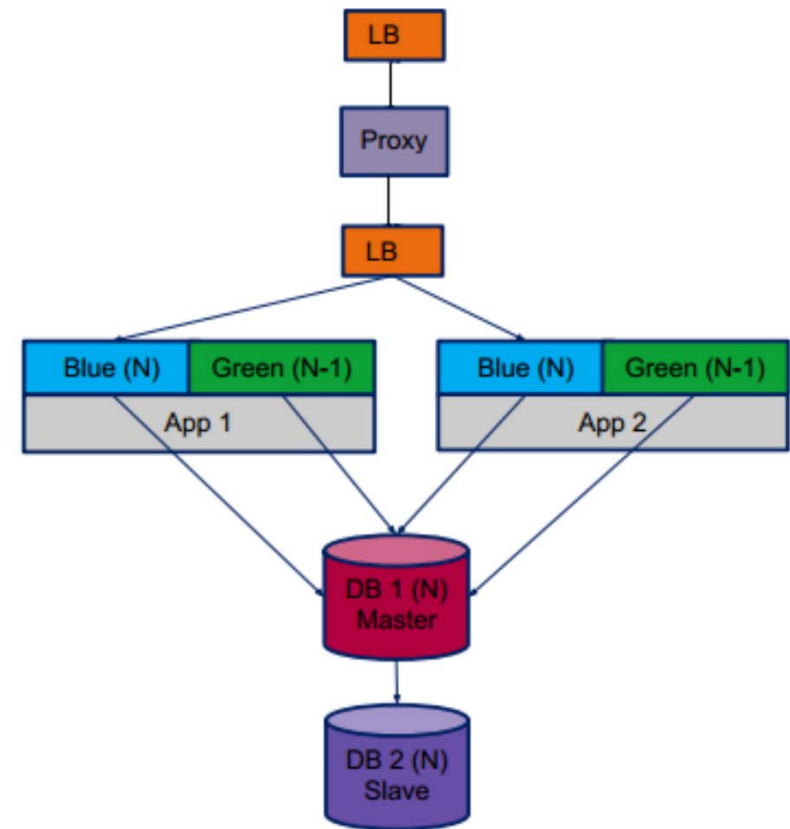 LB
Proxy
LB
Blue (N)
Green (N-1)
App 1
Blue (N)
Green (N-1)
App 2
DB 1 (N)
Master
DB 2 (N)
Slave